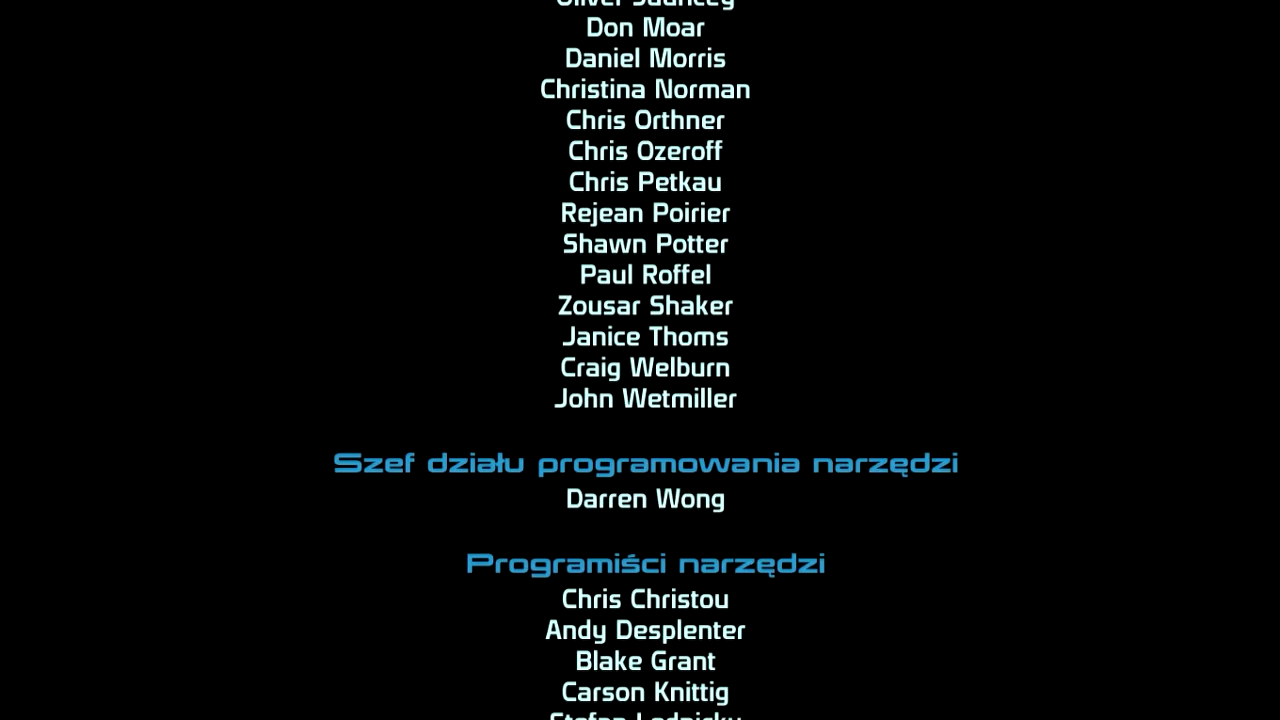 Don Moar
Daniel Morris
Christina Norman
Chris Orthner
Chris Ozeroff
Chris Petkau
Rejean Poirier
Shawn Potter
Paul Roffel
Zousar Shaker
Janice Thoms
Craig Welburn
John Wetmiller
Szef działu programowania narzędzi
Darren Wong
Programiści narzędzi
Chris Christou
Andy Desplenter
Blake Grant
Carson Knittig